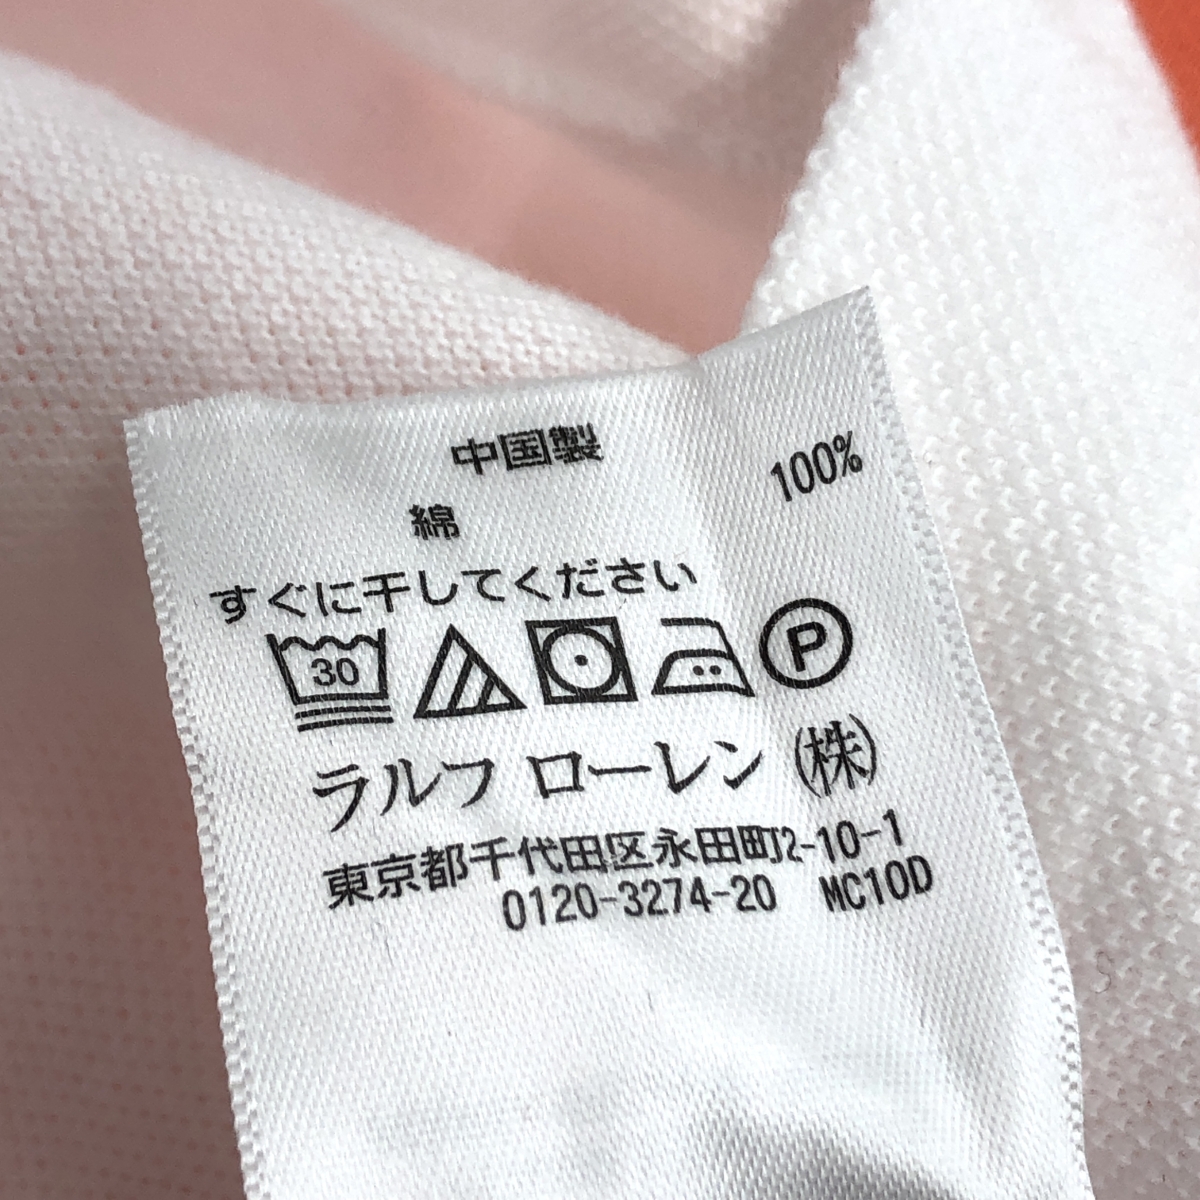 中国製
綿 100%
すぐに干してください
30 P
ラルフ ローレン (株)
東京都千代田区永田町2-10-1
0120-3274-20 MC10D